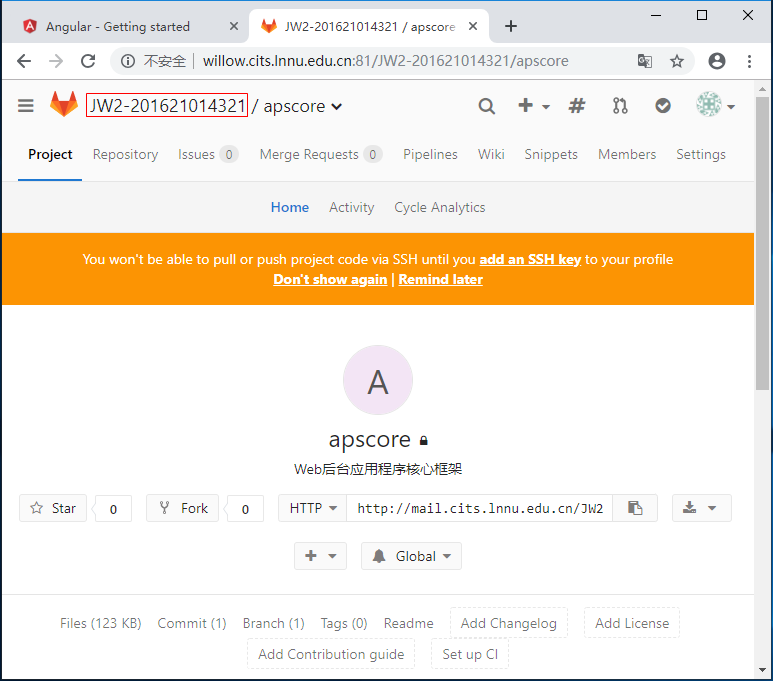 Angular - Getting started
JW2-201621014321 / apscore
不安全 willow.cits.lnnu.edu.cn:81/JW2-201621014321/apscore
JW2-201621014321 / apscore
Project Repository Issues 0 Merge Requests 0 Pipelines Wiki Snippets Members Settings
Home Activity Cycle Analytics
You won't be able to pull or push project code via SSH until you add an SSH key to your profile
Don't show again | Remind later
A
apscore
Web后台应用程序核心框架
Star 0 Fork 0 HTTP http://mail.cits.lnnu.edu.cn/JW2
Global
Files (123 KB) Commit (1) Branch (1) Tags (0) Readme Add Changelog Add License
Add Contribution guide Set up CI